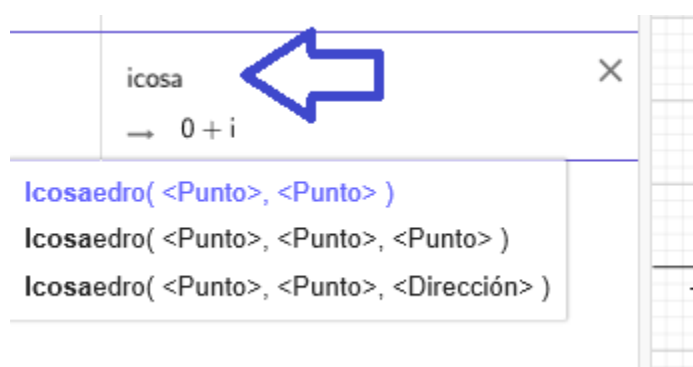 icosa
→ 0 + i
Icosaedro( <Punto>, <Punto> )
Icosaedro( <Punto>, <Punto>, <Punto> )
Icosaedro( <Punto>, <Punto>, <Dirección> )